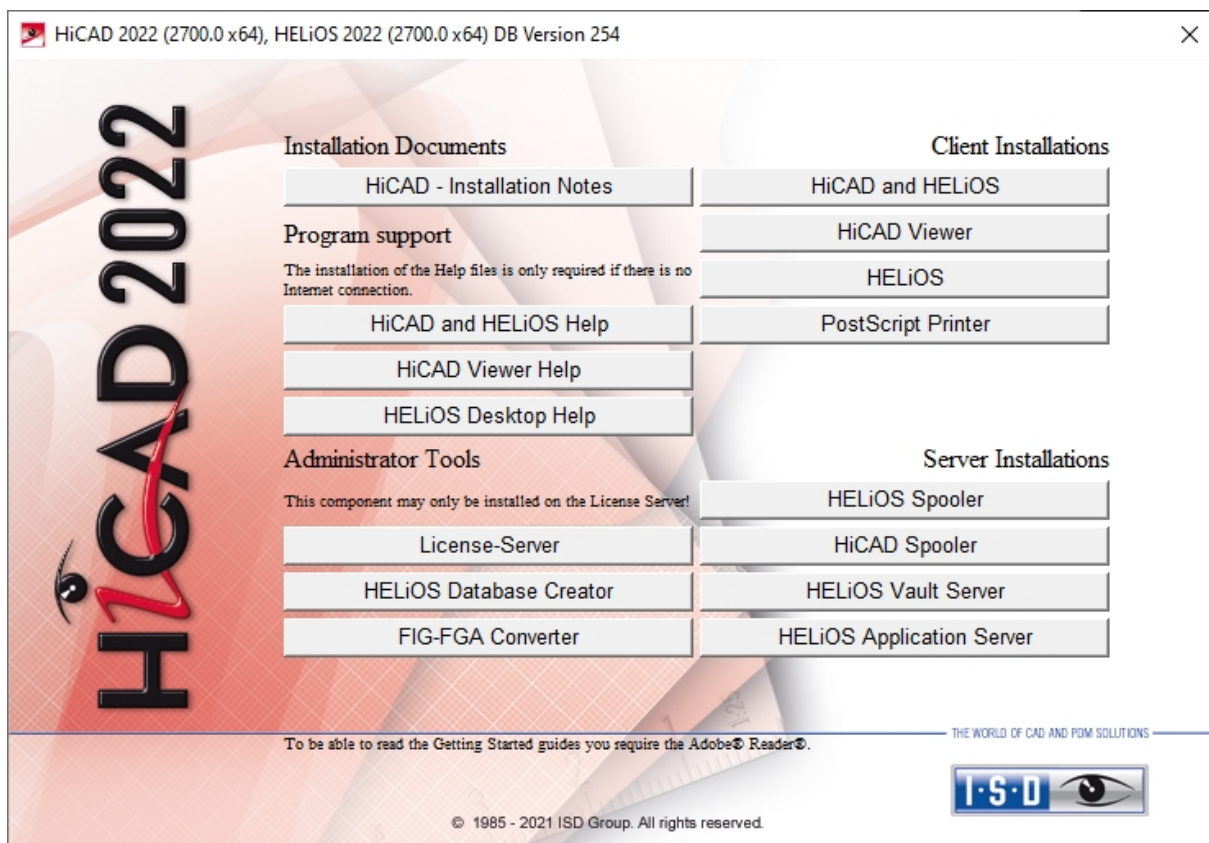 HiCAD 2022 (2700.0 x64), HELiOS 2022 (2700.0 x64) DB Version 254
HiCAD 2022
Installation Documents
HiCAD - Installation Notes
Program support
The installation of the Help files is only required if there is no
Internet connection.
HiCAD and HELiOS Help
HiCAD Viewer Help
HELiOS Desktop Help
Administrator Tools
This component may only be installed on the License Server!
License-Server
HELiOS Database Creator
FIG-FGA Converter
Client Installations
HiCAD and HELiOS
HiCAD Viewer
HELiOS
PostScript Printer
Server Installations
HELiOS Spooler
HiCAD Spooler
HELiOS Vault Server
HELiOS Application Server
To be able to read the Getting Started guides you require the Adobe® Reader®.
THE WORLD OF CAD AND PDM SOLUTIONS
I·S·D
© 1985 - 2021 ISD Group. All rights reserved.